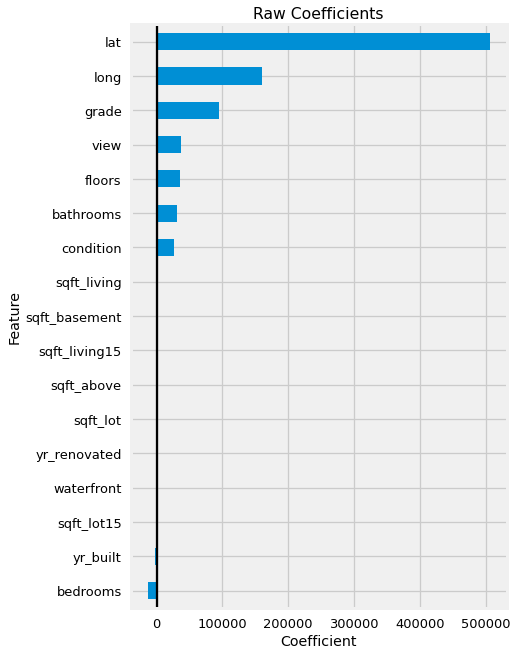 Raw Coefficients
lat
long
grade
view
floors
bathrooms
condition
sqft_living
sqft_basement
sqft_living15
sqft_above
sqft_lot
yr_renovated
waterfront
sqft_lot15
yr_built
bedrooms
Feature
0 100000 200000 300000 400000 500000
Coefficient